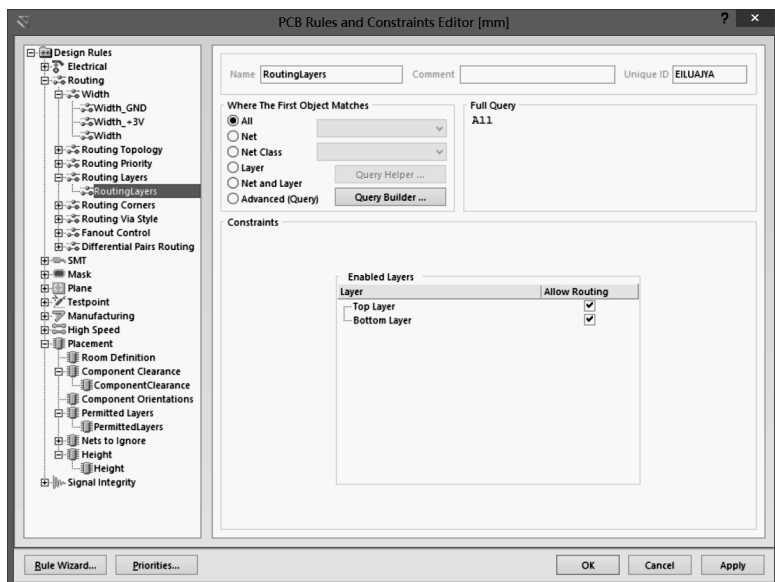 PCB Rules and Constraints Editor [mm]
? ×
Design Rules
Electrical
Routing
Width
Width_GND
Width_+3V
Width
Routing Topology
Routing Priority
Routing Layers
RoutingLayers
Routing Corners
Routing Via Style
Fanout Control
Differential Pairs Routing
SMT
Mask
Plane
Testpoint
Manufacturing
High Speed
Placement
Room Definition
Component Clearance
ComponentClearance
Component Orientations
Permitted Layers
PermittedLayers
Nets to Ignore
Height
Height
Signal Integrity
Name RoutingLayers Comment Unique ID EILUAJYA
Where The First Object Matches
All
Net
Net Class
Layer
Net and Layer
Advanced (Query)
Query Helper ...
Query Builder ...
Full Query
All
Constraints
Enabled Layers
Layer Allow Routing
Top Layer
Bottom Layer
Rule Wizard... Priorities... OK Cancel Apply